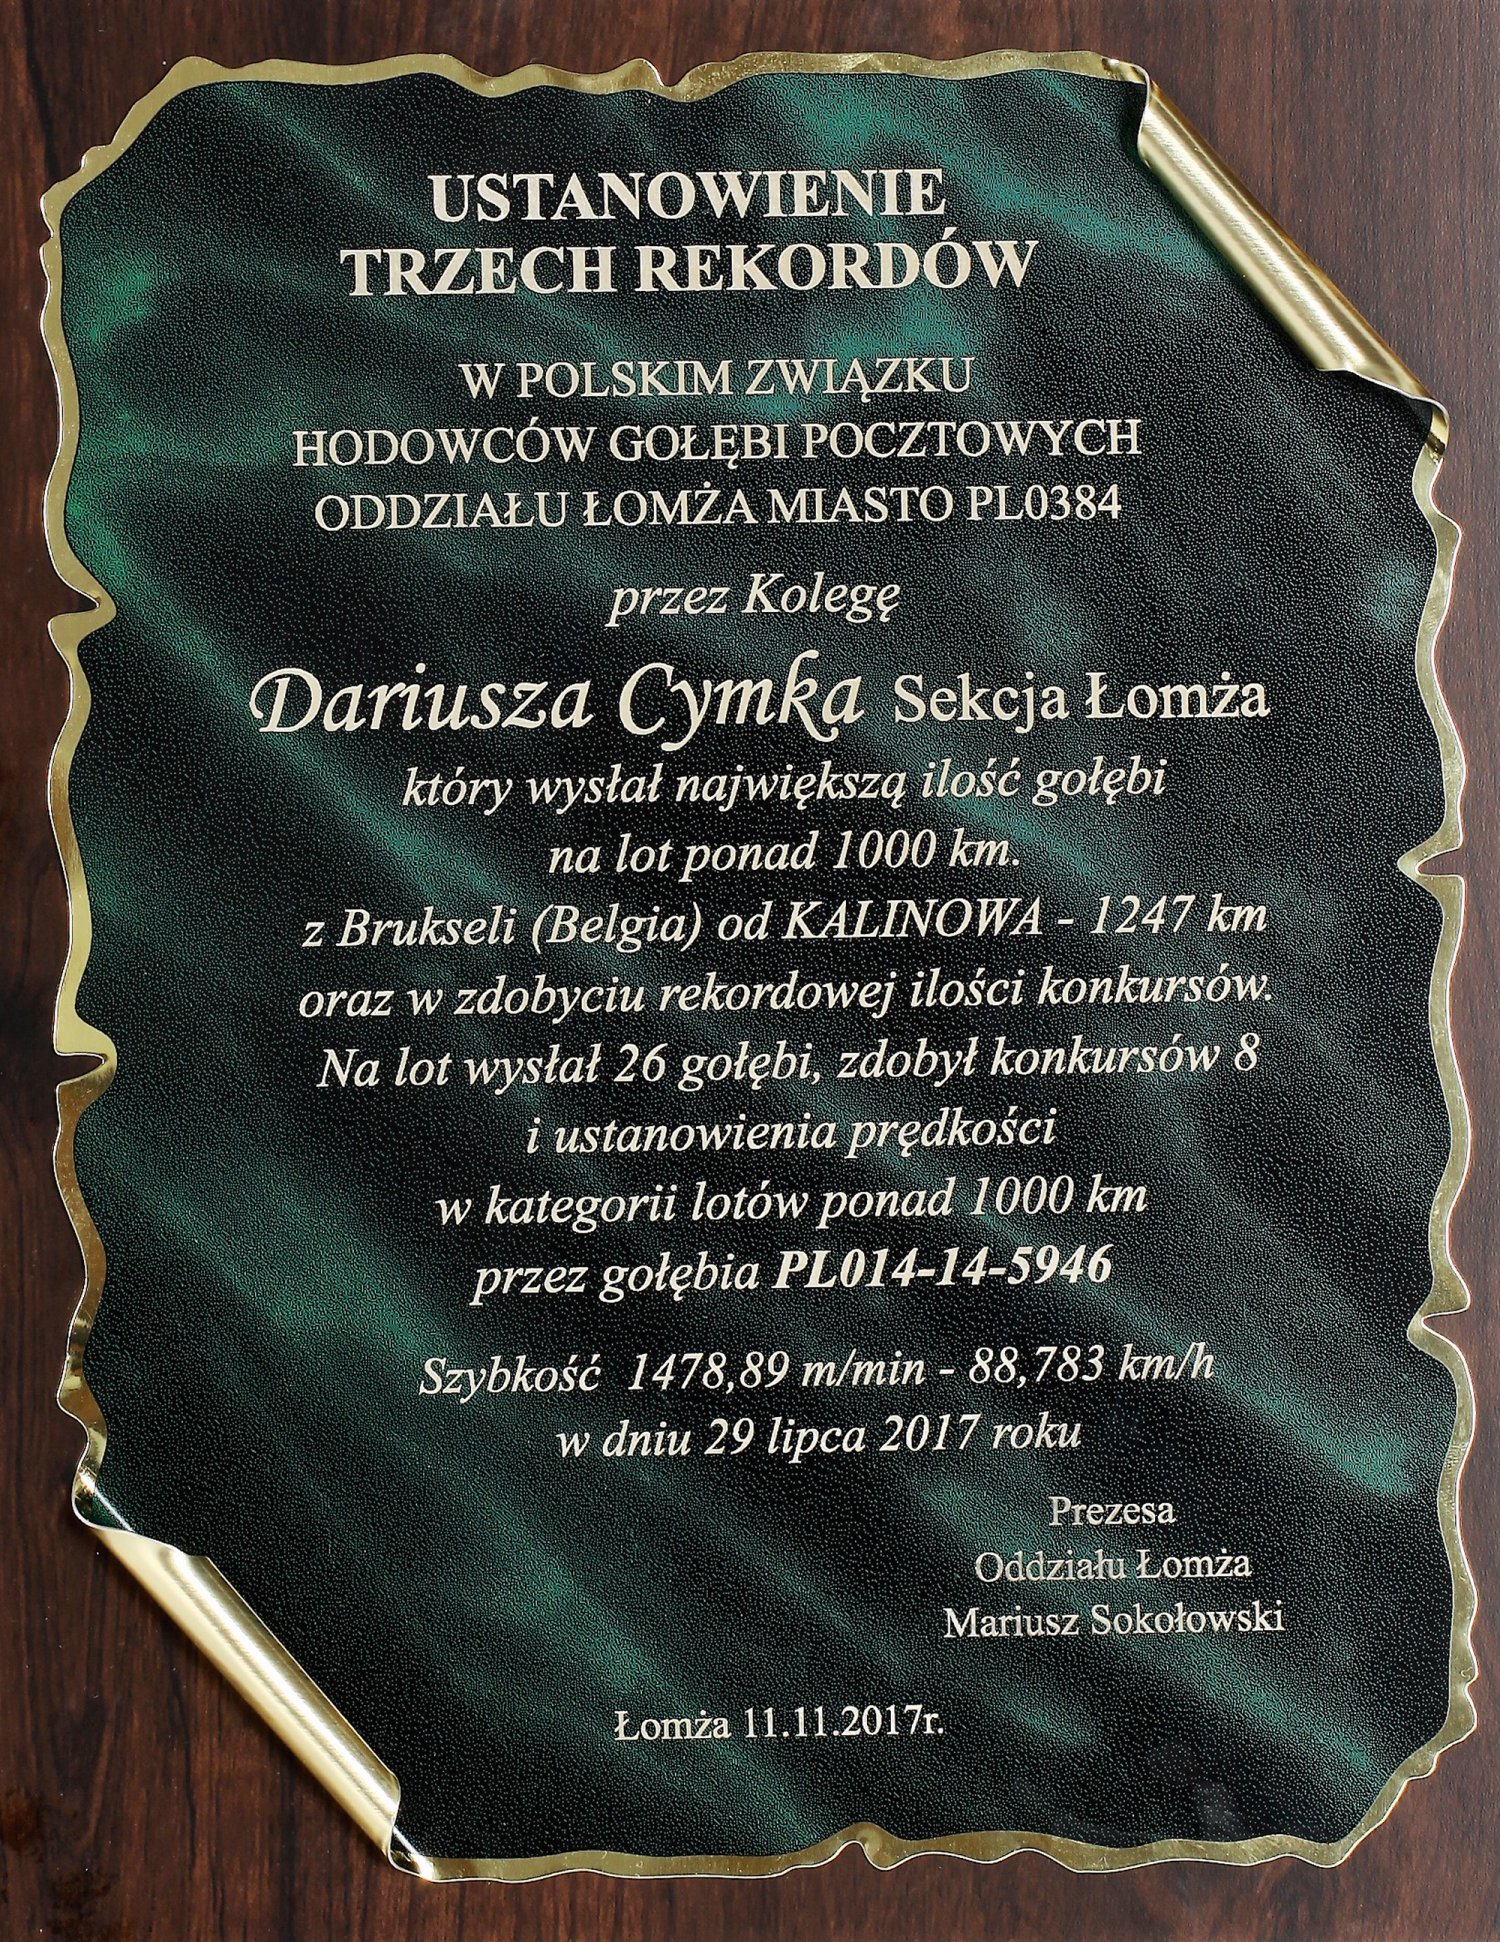 USTANOWIENIE
TRZECH REKORDÓW
W POLSKIM ZWIĄZKU
HODOWCÓW GOŁĘBI POCZTOWYCH
ODDZIAŁU ŁOMŻA MIASTO PL0384
przez Kolegę
Dariusza Cymka Sekcja Łomża
który wysłał największą ilość gołębi
na lot ponad 1000 km.
z Brukseli (Belgia) od KALINOWA - 1247 km
oraz w zdobyciu rekordowej ilości konkursów.
Na lot wysłał 26 gołębi, zdobył konkursów 8
i ustanowienia prędkości
w kategorii lotów ponad 1000 km
przez gołębia PL014-14-5946
Szybkość 1478,89 m/min - 88,783 km/h
w dniu 29 lipca 2017 roku
Prezesa
Oddziału Łomża
Mariusz Sokołowski
Łomża 11.11.2017r.